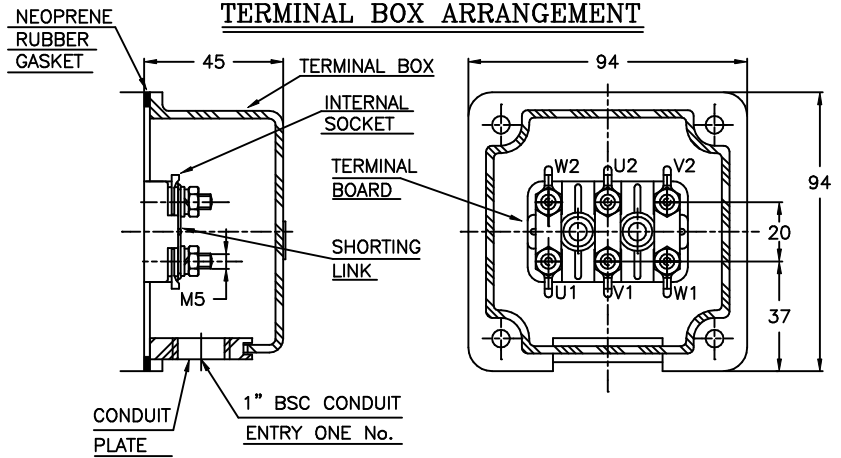 TERMINAL BOX ARRANGEMENT
NEOPRENE
RUBBER
GASKET
45
TERMINAL BOX
INTERNAL
SOCKET
TERMINAL
BOARD
SHORTING
LINK
M5
CONDUIT
PLATE
1" BSC CONDUIT
ENTRY ONE No.
94
W2
U2
V2
U1
V1
W1
20
37
94